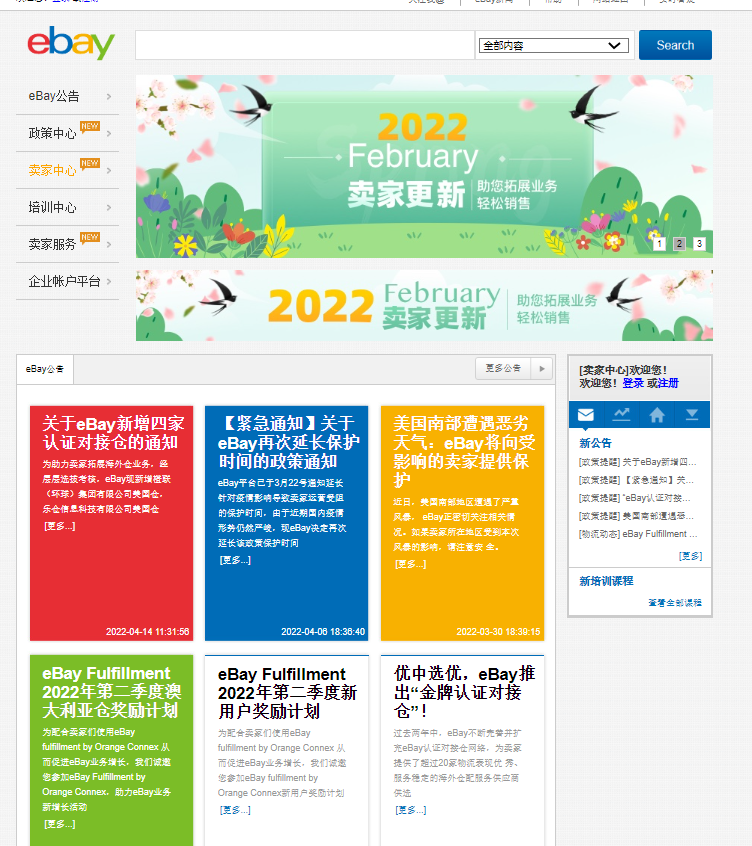 ebay
全部内容
Search
eBay公告
政策中心 NEW
卖家中心 NEW
培训中心
卖家服务 NEW
企业帐户平台
2022
February
卖家更新
助您拓展业务
轻松销售
1 2 3
2022
February
卖家更新
助您拓展业务
轻松销售
eBay公告
更多公告
关于eBay新增四家
认证对接仓的通知
为助力卖家拓展海外仓业务，经
层层选拔考核，eBay现新增橙联
（环球）集团有限公司美国仓，
乐仓信息科技有限公司美国仓
[更多...]
2022-04-14 11:31:56
【紧急通知】关于
eBay再次延长保护
时间的政策通知
eBay平台已于3月22号通知延长
针对疫情影响导致卖家运营受阻
的保护时间，由于近期国内疫情
形势仍然严峻，现eBay决定再次
延长该政策保护时间
[更多...]
2022-04-06 18:36:40
美国南部遭遇恶劣
天气：eBay将向受
影响的卖家提供保
护
近日，美国南部地区遭遇了严重
风暴， eBay正密切关注相关情
况。如果卖家所在地区受到本次
风暴的影响，请注意安 生。
[更多...]
2022-03-30 18:39:15
eBay Fulfillment
2022年第二季度澳
大利亚仓奖励计划
为配合卖家们使用eBay
fulfillment by Orange Connex 从
而促进eBay业务增长，我们诚邀
您参加eBay Fulfillment by
Orange Connex，助力eBay业务
新增长活动
[更多...]
eBay Fulfillment
2022年第二季度新
用户奖励计划
为配合卖家们使用eBay
fulfillment by Orange Connex 从
而促进eBay业务增长，我们诚邀
您参加eBay fulfillment by
Orange Connex新用户奖励计划
[更多...]
优中选优，eBay推
出“金牌认证对接
仓”！
过去两年中，eBay不断完善并扩
充eBay认证对接仓网络，为卖家
提供了超过20家物流表现优 秀、
服务稳定的海外仓配服务供应商
供选
[更多...]
[卖家中心]欢迎您！
欢迎您！登录 或注册
新公告
[政策提醒] 关于eBay新增四...
[政策提醒] 【紧急通知】关...
[政策提醒] “eBay认证对接...
[政策提醒] 美国南部遭遇恶...
[物流动态] eBay Fulfillment ...
[更多]
新培训课程
查看全部课程